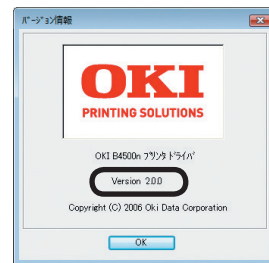 バージョン情報
OKI
PRINTING SOLUTIONS
OKI B4500n プリンタドライバ
Version 2.0.0
Copyright (C) 2006 Oki Data Corporation
OK